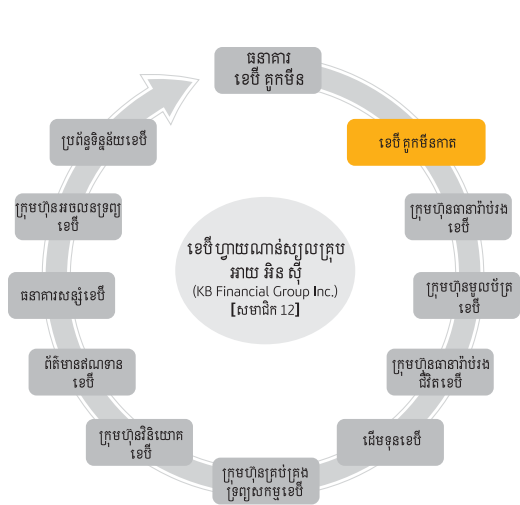 ធនាគារ
ខេប៊ី គូកមីន
ខេប៊ី គូកមីនកាត
ក្រុមហ៊ុនធានារ៉ាប់រង
ខេប៊ី
ក្រុមហ៊ុនមូលប័ត្រ
ខេប៊ី
ក្រុមហ៊ុនធានារ៉ាប់រង
ជីវិតខេប៊ី
ដើមទុនខេប៊ី
ក្រុមហ៊ុនគ្រប់គ្រង
ទ្រព្យសកម្មខេប៊ី
ក្រុមហ៊ុនវិនិយោគ
ខេប៊ី
ព័ត៌មានឥណទាន
ខេប៊ី
ធនាគារសន្សំខេប៊ី
ក្រុមហ៊ុនអចលនទ្រព្យ
ខេប៊ី
ប្រព័ន្ធទិន្នន័យខេប៊ី
ខេប៊ីហ្វាយណាន់ស្យលគ្រុប
អាយ អិន ស៊ី
(KB Financial Group Inc.)
[សមាជិក 12]